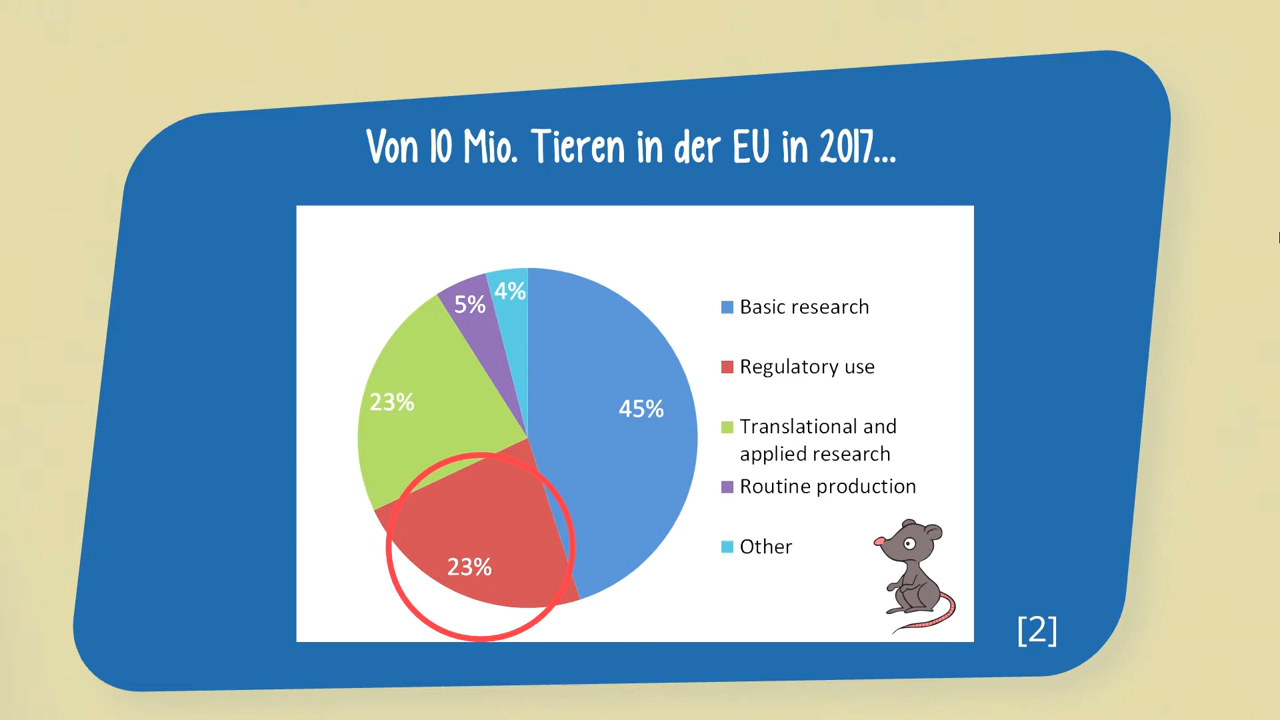 Von 10 Mio. Tieren in der EU in 2017...
4%
5%
23%
45%
23%
Basic research
Regulatory use
Translational and
applied research
Routine production
Other
[2]